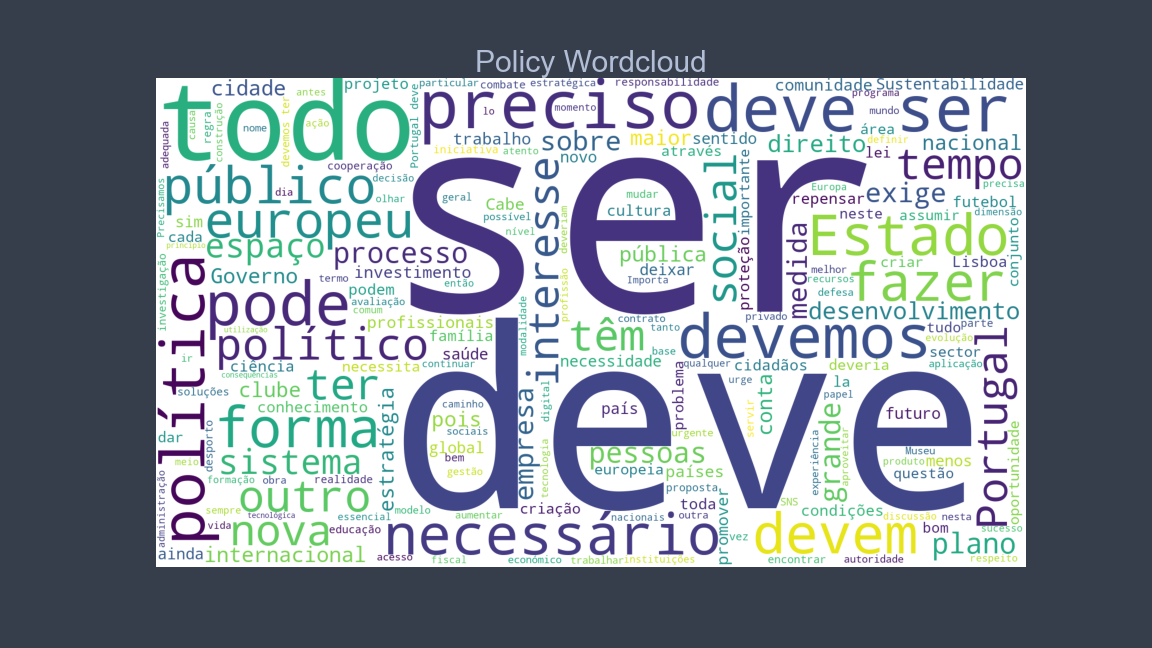 Policy Wordcloud
cidade
antes
projeto
particular
combate
estratégica
responsabilidade
comunidade
Sustentabilidade
todo
preciso
deve ser
programa
mundo
lo
momento
causa
regra
construção
nome
devemos ter
ação
Portugal deve
adequada
trabalho
sobre
maior
sentido
direito
área
definir
nacional
iniciativa
atento
novo
através
lei
tempo
cooperação
público
dia
decisão
olhar
geral
Cabe
possível
nível
mudar
cultura
social
importante
proteção
Europa
repensar
exige
precisa
futebol
dimensão
Precisamos
sim
europeu
cada
princípio
espaço
processo
ser
interesse
deveriam
pública
deixar
Importa
medida
neste
assumir
Estado
criar
Lisboa
conjunto
melhor
recursos
fazer
defesa
investigação
Governo
termo
investimento
então
podem
avaliação
comum
profissão
modalidade
contrato
tanto
privado
desenvolvimento
política
pode
utilização
profissionais
família
político
têm
devemos
tudo
parte
evolução
sector
aplicação
ir
ciência
consequências
necessita
saúde
continuar
necessidade
base
qualquer
cidadãos
deveria
soluções
clube
ter
conhecimento
estratégia
deve
caminho
pois
sociais
global
bem
gestão
empresa
digital
tecnologia
país
problema
urge
servir
conta
la
papel
grande
experiência
aproveitar
futuro
Museu
produto
menos
questão
Portugal
oportunidade
dar
desporto
forma
meio
sistema
formação
obra
realidade
pessoas
urgente
europeia
países
proposta
administração
sempre
outro
tecnológica
essencial
modelo
aumentar
criação
nacionais
toda
outra
promover
SNS
condições
discussão
nesta
sucesso
vida
nova
educação
necessário
vez
devem
bom
plano
ainda
internacional
acesso
fiscal
económico
trabalhar
instituições
encontrar
autoridade
respeito